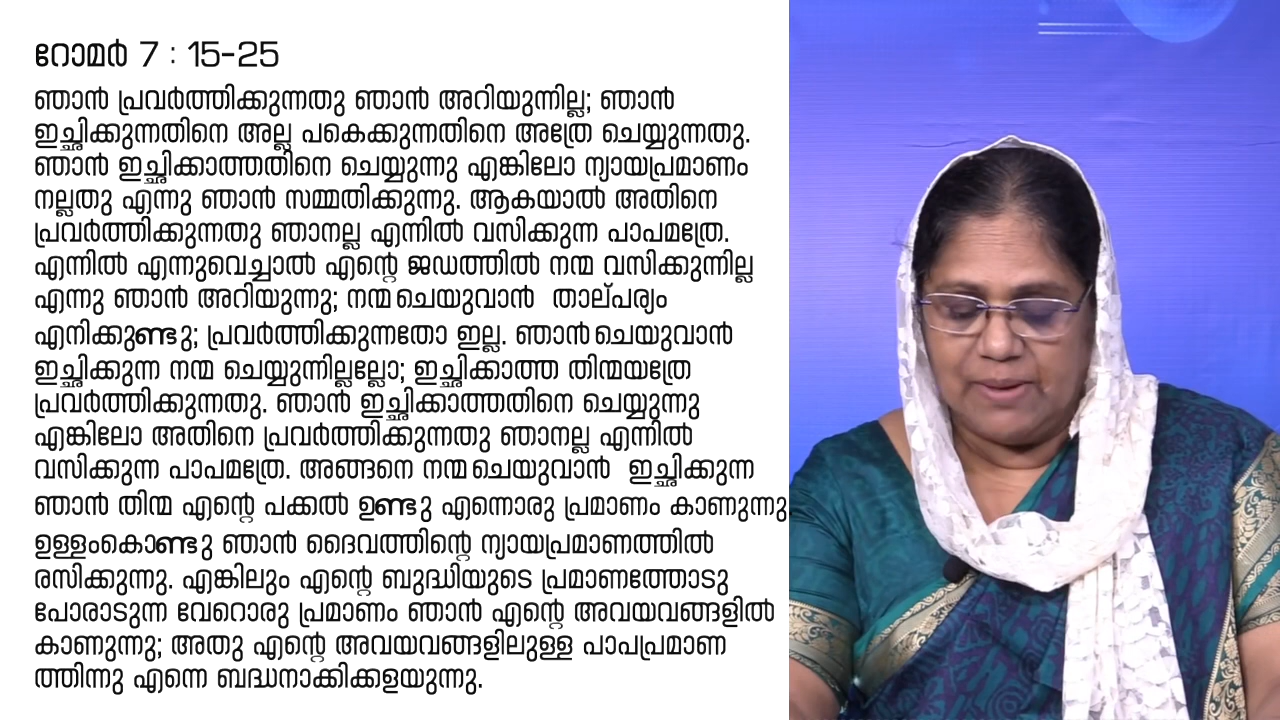 റോമർ 7 : 15-25
ഞാൻ പ്രവർത്തിക്കുന്നതു ഞാൻ അറിയുന്നില്ല; ഞാൻ
ഇച്ഛിക്കുന്നതിനെ അല്ല പകെക്കുന്നതിനെ അത്രേ ചെയ്യുന്നതു.
ഞാൻ ഇച്ഛിക്കാത്തതിനെ ചെയ്യുന്നു എങ്കിലോ ന്യായപ്രമാണം
നല്ലതു എന്നു ഞാൻ സമ്മതിക്കുന്നു. ആകയാൽ അതിനെ
പ്രവർത്തിക്കുന്നതു ഞാനല്ല എന്നിൽ വസിക്കുന്ന പാപമത്രേ.
എന്നിൽ എന്നുവെച്ചാൽ എന്റെ ജഡത്തിൽ നന്മ വസിക്കുന്നില്ല
എന്നു ഞാൻ അറിയുന്നു; നന്മ ചെയുവാൻ താല്പര്യം
എനിക്കുണ്ടു; പ്രവർത്തിക്കുന്നതോ ഇല്ല. ഞാൻ ചെയുവാൻ
ഇച്ഛിക്കുന്ന നന്മ ചെയ്യുന്നില്ലല്ലോ; ഇച്ഛിക്കാത്ത തിന്മയത്രേ
പ്രവർത്തിക്കുന്നതു. ഞാൻ ഇച്ഛിക്കാത്തതിനെ ചെയ്യുന്നു
എങ്കിലോ അതിനെ പ്രവർത്തിക്കുന്നതു ഞാനല്ല എന്നിൽ
വസിക്കുന്ന പാപമത്രേ. അങ്ങനെ നന്മ ചെയുവാൻ ഇച്ഛിക്കുന്ന
ഞാൻ തിന്മ എന്റെ പക്കൽ ഉണ്ടു എന്നൊരു പ്രമാണം കാണുന്നു
ഉള്ളംകൊണ്ടു ഞാൻ ദൈവത്തിന്റെ ന്യായപ്രമാണത്തിൽ
രസിക്കുന്നു. എങ്കിലും എന്റെ ബുദ്ധിയുടെ പ്രമാണത്തോടു
പോരാടുന്ന വേറൊരു പ്രമാണം ഞാൻ എന്റെ അവയവങ്ങളിൽ
കാണുന്നു; അതു എന്റെ അവയവങ്ങളിലുള്ള പാപപ്രമാണ
ത്തിന്നു എന്നെ ബദ്ധനാക്കിക്കളയുന്നു.